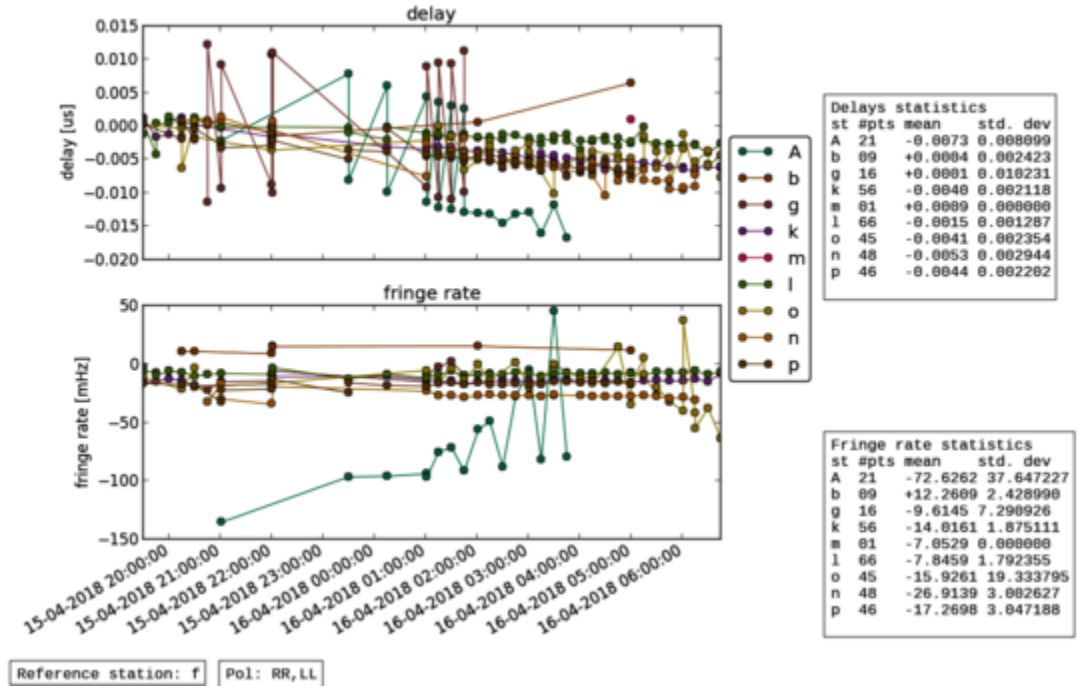 delay
0.015
0.010
0.005
0.000
−0.005
−0.010
−0.015
−0.020
delay [us]
fringe rate
50
0
−50
−100
−150
fringe rate [mHz]
15-04-2018 20:00:00
15-04-2018 21:00:00
15-04-2018 22:00:00
15-04-2018 23:00:00
16-04-2018 00:00:00
16-04-2018 01:00:00
16-04-2018 02:00:00
16-04-2018 03:00:00
16-04-2018 04:00:00
16-04-2018 05:00:00
16-04-2018 06:00:00
A
b
g
k
m
l
o
n
p
Delays statistics
st #pts mean std. dev
A 21 -0.0073 0.008099
b 09 +0.0004 0.002423
g 16 +0.0001 0.010231
k 56 -0.0040 0.002118
m 01 +0.0009 0.000000
l 66 -0.0015 0.001287
o 45 -0.0041 0.002354
n 48 -0.0053 0.002944
p 46 -0.0044 0.002202
Fringe rate statistics
st #pts mean std. dev
A 21 -72.6262 37.647227
b 09 +12.2609 2.428990
g 16 -9.6145 7.290926
k 56 -14.0161 1.875111
m 01 -7.0529 0.000000
l 66 -7.8459 1.792355
o 45 -15.9261 19.333795
n 48 -26.9139 3.002627
p 46 -17.2698 3.047188
Reference station: f
Pol: RR,LL